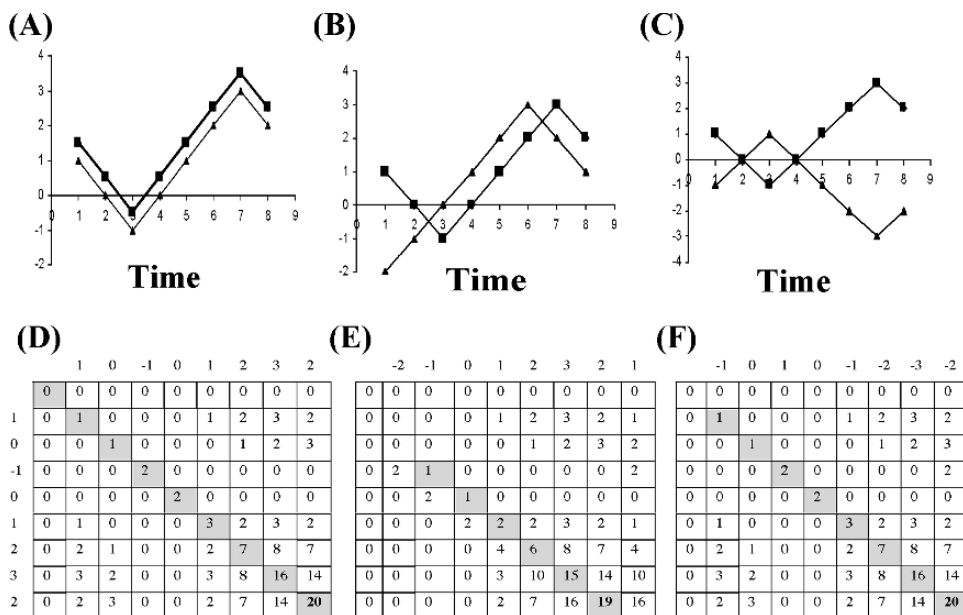 (A)
4
3
2
1
0
-1
-2
0 1 2 3 4 5 6 7 8 9
Time
(B)
4
3
2
1
0
-1
-2
0 1 2 3 4 5 6 7 8 9
Time
(C)
4
3
2
1
0
-1
-2
-3
-4
0 1 2 3 4 5 6 7 8 9
Time
(D)
1 0 -1 0 1 2 3 2
0 0 0 0 0 0 0 0 0
1 0 1 0 0 0 1 2 3 2
0 0 0 1 0 0 0 1 2 3
-1 0 0 0 2 0 0 0 0 0
0 0 0 0 0 2 0 0 0 0
1 0 1 0 0 0 3 2 3 2
2 0 2 1 0 0 2 7 8 7
3 0 3 2 0 0 3 8 16 14
2 0 2 3 0 0 2 7 14 20
(E)
-2 -1 0 1 2 3 2 1
0 0 0 0 0 0 0 0 0
0 0 0 0 1 2 3 2 1
0 0 0 0 0 1 2 3 2
0 2 1 0 0 0 0 0 2
0 0 2 1 0 0 0 0 0
0 0 0 2 2 2 3 2 1
0 0 0 0 4 6 8 7 4
0 0 0 0 3 10 15 14 10
0 0 0 0 2 7 16 19 16
(F)
-1 0 1 0 -1 -2 -3 -2
0 0 0 0 0 0 0 0 0
0 1 0 0 0 1 2 3 2
0 0 1 0 0 0 1 2 3
0 0 0 2 0 0 0 0 2
0 0 0 0 2 0 0 0 0
0 1 0 0 0 3 2 3 2
0 2 1 0 0 2 7 8 7
0 3 2 0 0 3 8 16 14
0 2 3 0 0 2 7 14 20